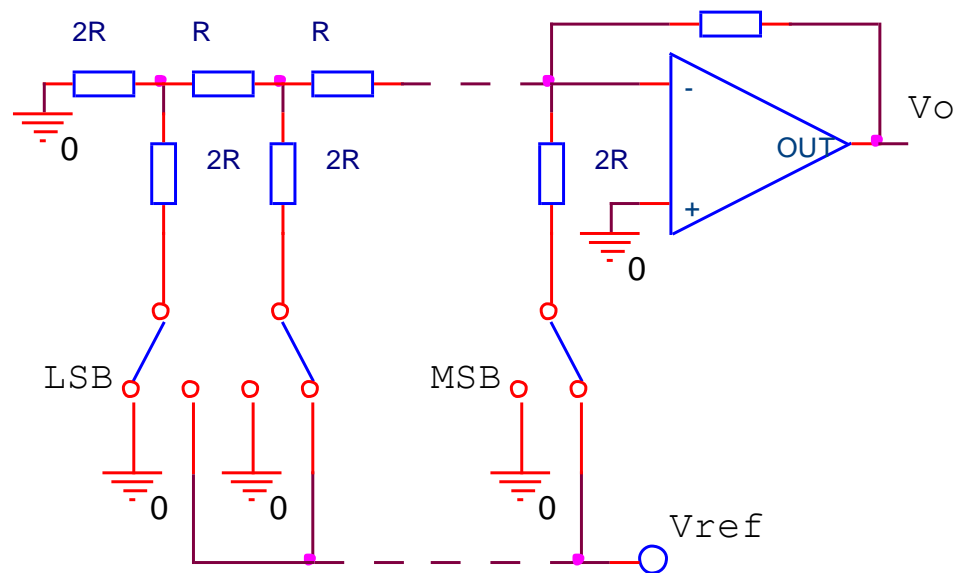 2R R R
Vo
-
0
2R 2R 2R
OUT
+
0
LSB MSB
0 0 0
Vref